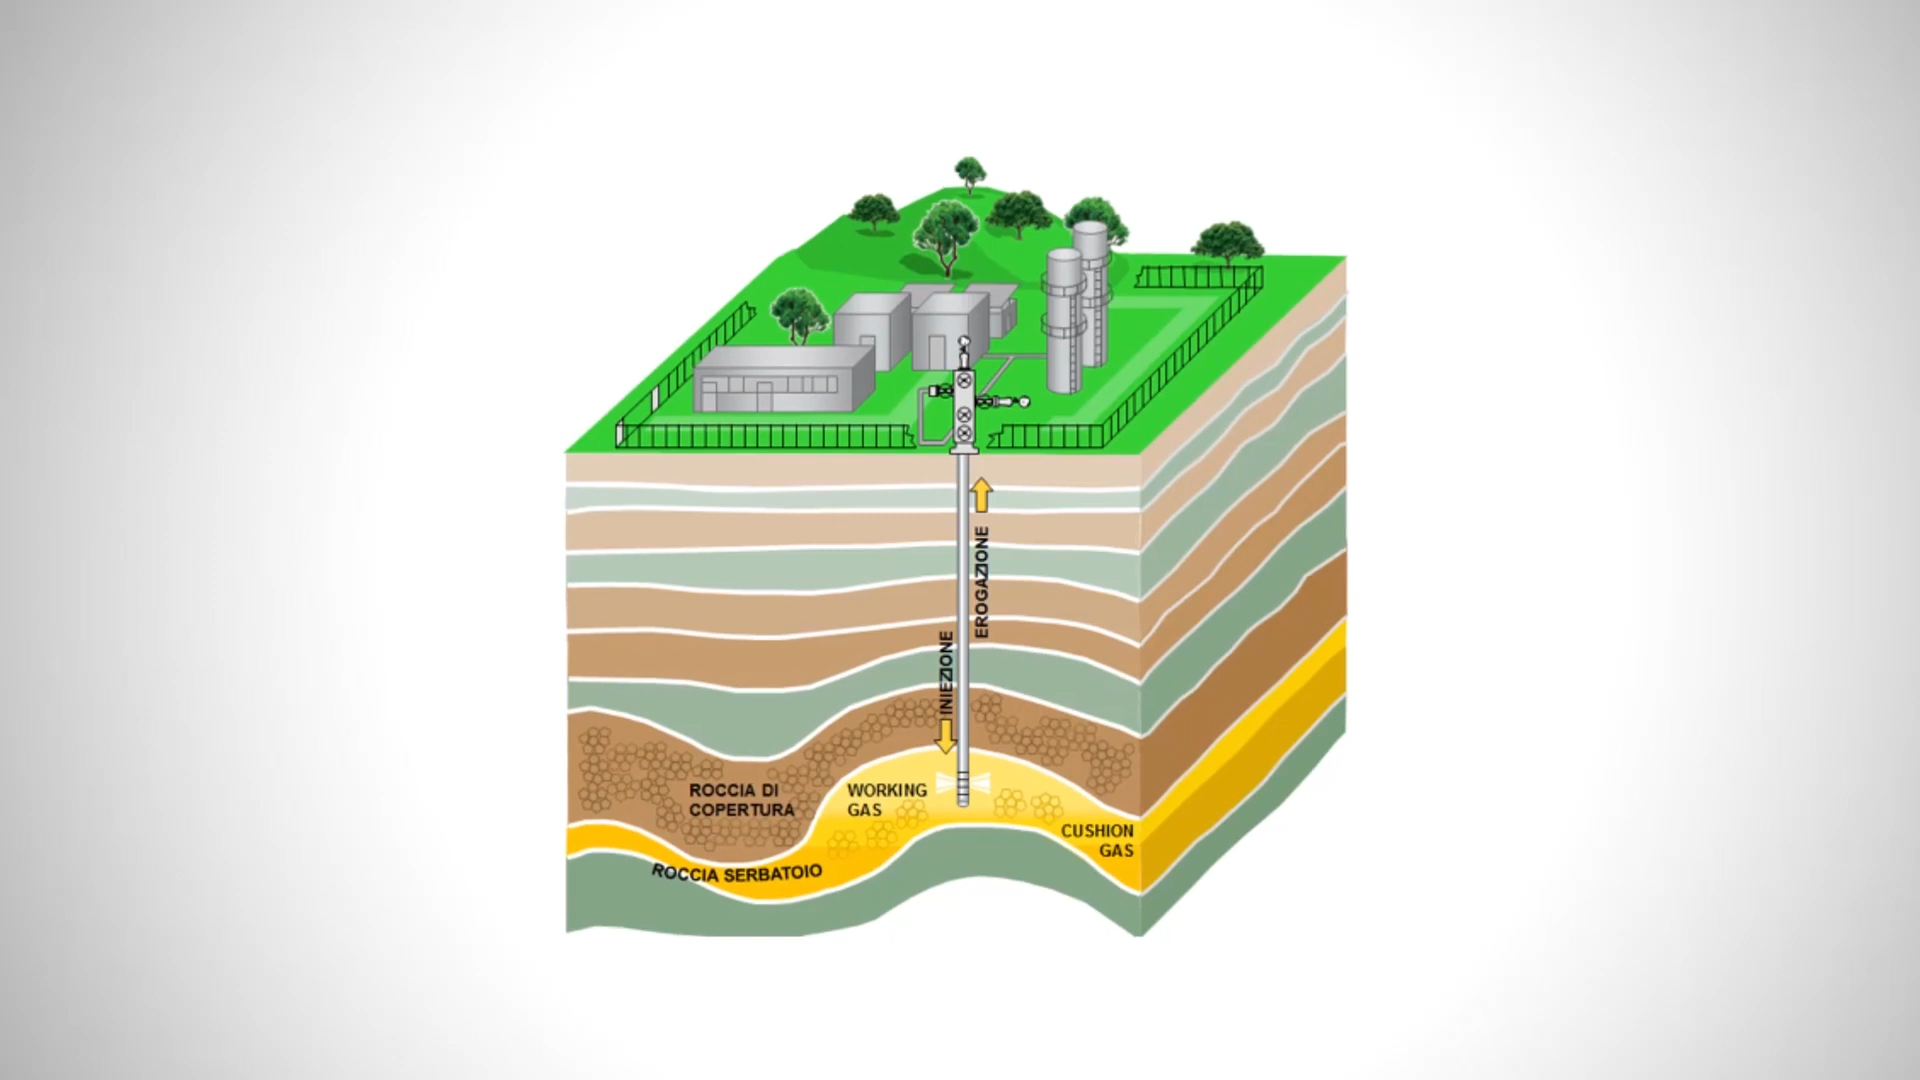 EROGAZIONE
INIEZIONE
ROCCIA DI
COPERTURA
WORKING
GAS
CUSHION
GAS
ROCCIA SERBATOIO